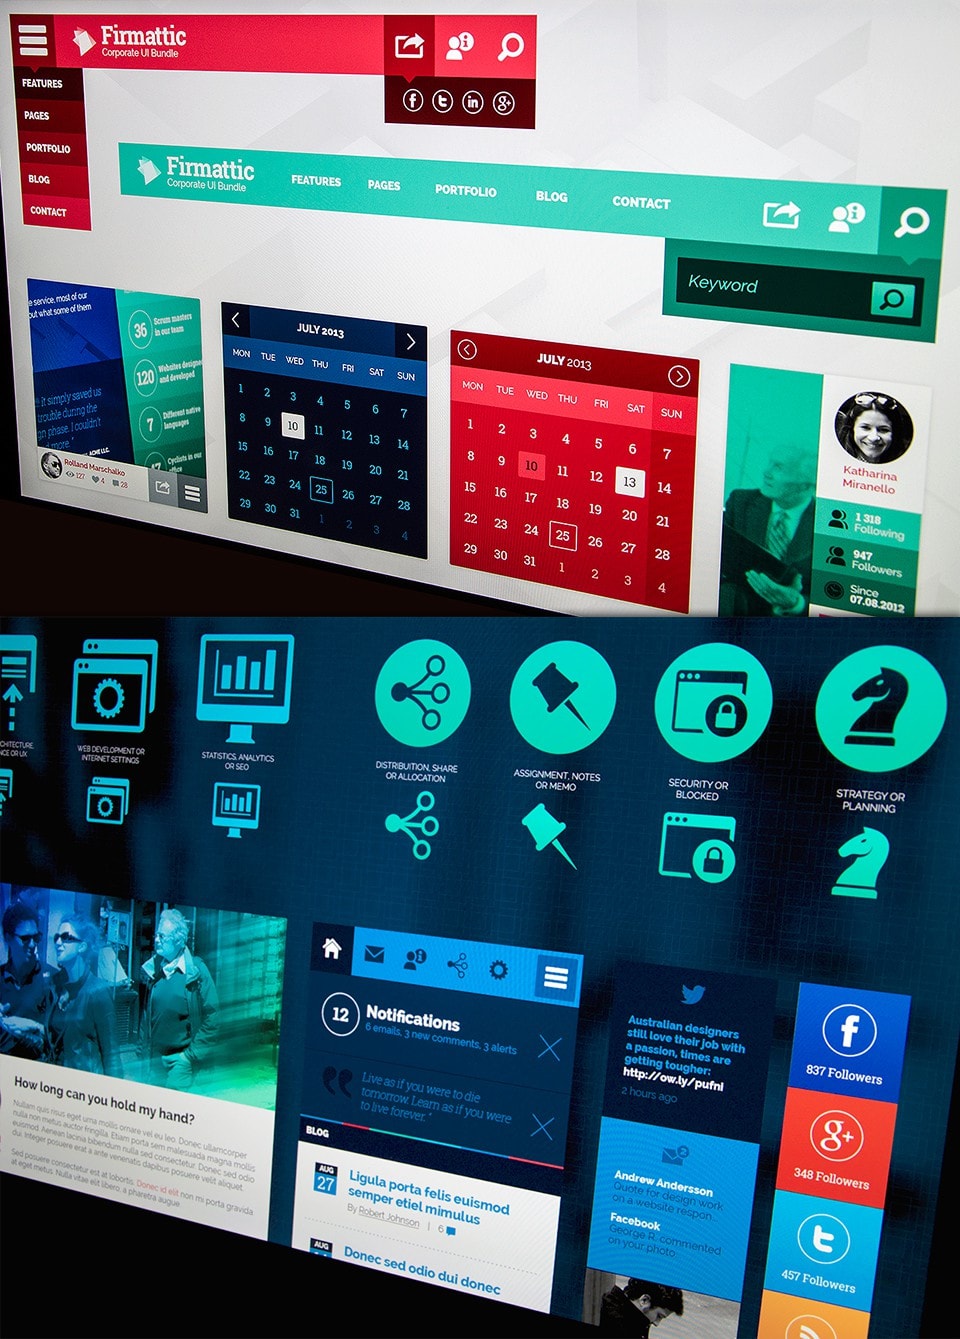 Firmattic
Corporate UI Bundle
FEATURES
PAGES
PORTFOLIO
BLOG
CONTACT
Firmattic
Corporate UI Bundle
FEATURES
PAGES
PORTFOLIO
BLOG
CONTACT
Keyword
e service, most of our
out what some of them
It simply saved us
trouble during the
n phase. I couldn't
d more."
ACME LLC.
36
Scrum masters
in our team
120
Websites designed
and developed
7
Different native
languages
Cyclists in our
office
Rolland Marschalko
127
4
28
JULY 2013
MON TUE WED THU FRI SAT SUN
1 2 3 4 5 6 7
8 9 10 11 12 13 14
15 16 17 18 19 20 21
22 23 24 25 26 27 28
29 30 31 1 2 3 4
JULY 2013
MON TUE WED THU FRI SAT SUN
1 2 3 4 5 6 7
8 9 10 11 12 13 14
15 16 17 18 19 20 21
22 23 24 25 26 27 28
29 30 31 1 2 3 4
Katharina
Miranello
1 318
Following
947
Followers
Since
07.08.2012
CHITECTURE,
NCE OR UX
WEB DEVELOPMENT OR
INTERNET SETTINGS
STATISTICS, ANALYTICS
OR SEO
DISTRIBUTION, SHARE
OR ALLOCATION
ASSIGNMENT, NOTES
OR MEMO
SECURITY OR
BLOCKED
STRATEGY OR
PLANNING
How long can you hold my hand?
Nullam quis risus eget urna mollis ornare vel eu leo. Donec ullamcorper
nulla non metus auctor fringilla. Etiam porta sem malesuada magna mollis
euismod. Aenean lacinia bibendum nulla sed consectetur. Donec sed odio
dui. Integer posuere erat a ante venenatis dapibus posuere velit aliquet
Sed posuere consectetur est at lobortis. Donec id elit non mi porta gravida
at eget metus. Nulla vitae elit libero, a pharetra augue.
12
Notifications
6 emails, 3 new comments, 3 alerts
Live as if you were to die
tomorrow. Learn as if you were
to live forever.
BLOG
AUG
27
Ligula porta felis euismod
semper etiel mimulus
By Robert Johnson | 6
AUG
Donec sed odio dui donec
Australian designers
still love their job with
a passion, times are
getting tougher:
http://ow.ly/pufnI
2 hours ago
2
Andrew Andersson
Quote for design work
on a website respon...
Facebook
George R. commented
on your photo
837 Followers
348 Followers
457 Followers